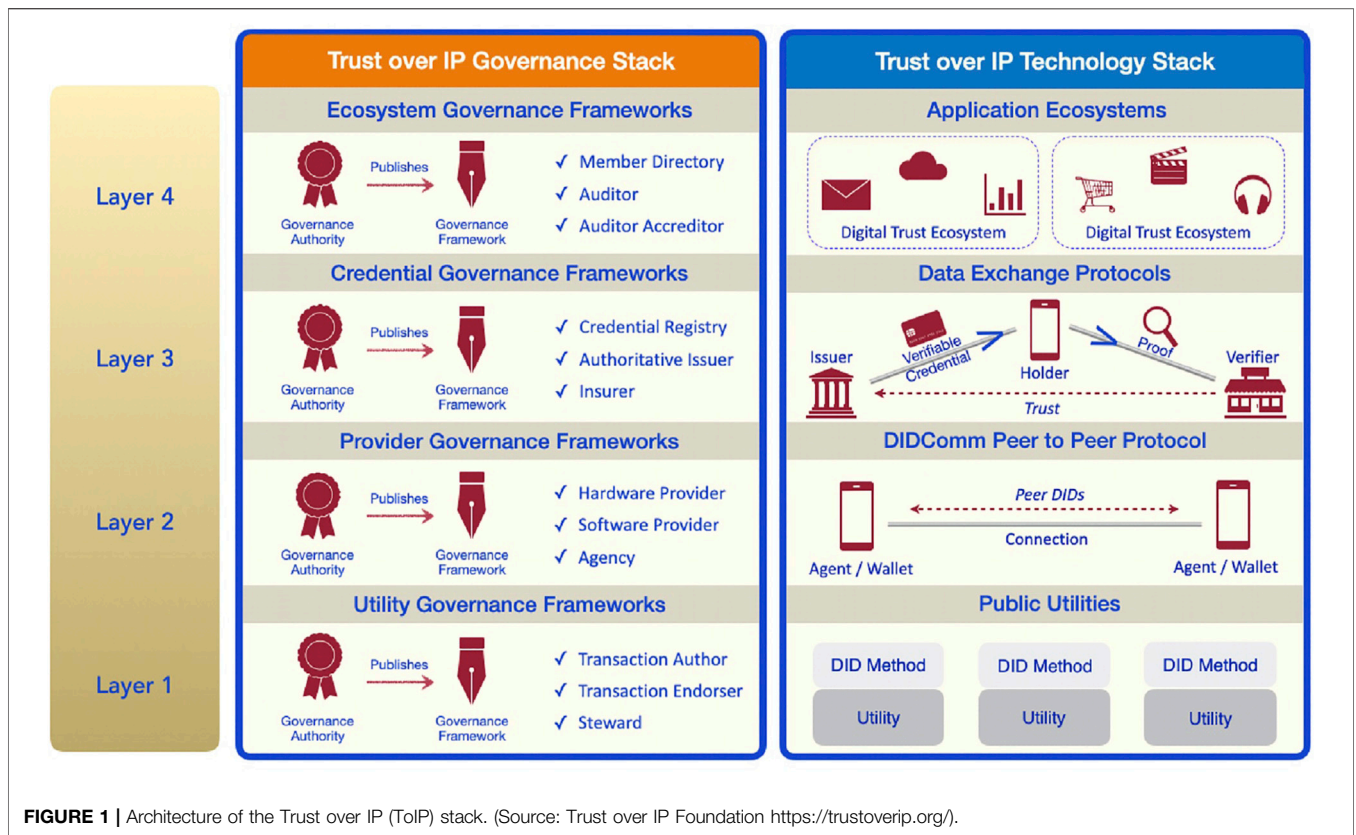 Trust over IP Governance Stack
Trust over IP Technology Stack
Layer 4
Ecosystem Governance Frameworks
Publishes
Governance
Authority
Governance
Framework
✓ Member Directory
✓ Auditor
✓ Auditor Accreditor
Application Ecosystems
Digital Trust Ecosystem
Digital Trust Ecosystem
Layer 3
Credential Governance Frameworks
Publishes
Governance
Authority
Governance
Framework
✓ Credential Registry
✓ Authoritative Issuer
✓ Insurer
Data Exchange Protocols
Issuer
Verifiable
Credential
Holder
Proof
Verifier
Trust
Layer 2
Provider Governance Frameworks
Publishes
Governance
Authority
Governance
Framework
✓ Hardware Provider
✓ Software Provider
✓ Agency
DIDComm Peer to Peer Protocol
Peer DIDs
Connection
Agent / Wallet
Agent / Wallet
Layer 1
Utility Governance Frameworks
Publishes
Governance
Authority
Governance
Framework
✓ Transaction Author
✓ Transaction Endorser
✓ Steward
Public Utilities
DID Method
DID Method
DID Method
Utility
Utility
Utility
FIGURE 1 | Architecture of the Trust over IP (ToIP) stack. (Source: Trust over IP Foundation https://trustoverip.org/).